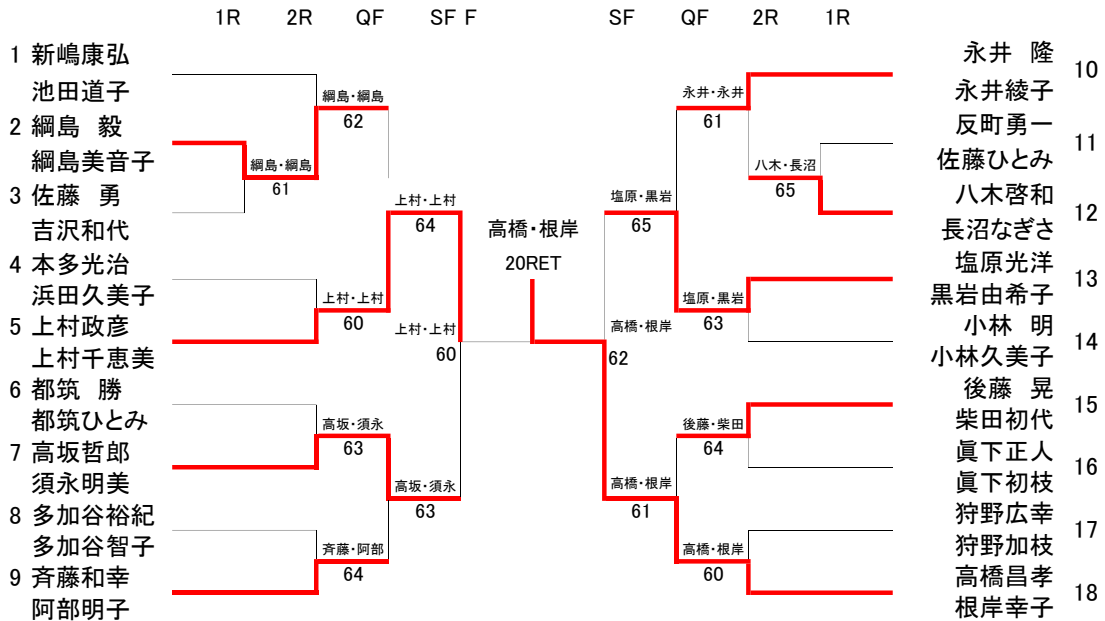 1R 2R QF SF F SF QF 2R 1R
1 新嶋康弘
池田道子
2 綱島 毅
綱島美音子
3 佐藤 勇
吉沢和代
4 本多光治
浜田久美子
5 上村政彦
上村千恵美
6 都筑 勝
都筑ひとみ
7 高坂哲郎
須永明美
8 多加谷裕紀
多加谷智子
9 斉藤和幸
阿部明子
綱島・綱島
61
綱島・綱島
62
上村・上村
60
高坂・須永
63
斉藤・阿部
64
上村・上村
64
高坂・須永
63
上村・上村
60
高橋・根岸
20RET
高橋・根岸
62
塩原・黒岩
65
高橋・根岸
61
永井・永井
61
塩原・黒岩
63
後藤・柴田
64
高橋・根岸
60
八木・長沼
65
永井 隆
永井綾子
10
反町勇一
佐藤ひとみ
11
八木啓和
長沼なぎさ
12
塩原光洋
黒岩由希子
13
小林 明
小林久美子
14
後藤 晃
柴田初代
15
眞下正人
眞下初枝
16
狩野広幸
狩野加枝
17
高橋昌孝
根岸幸子
18